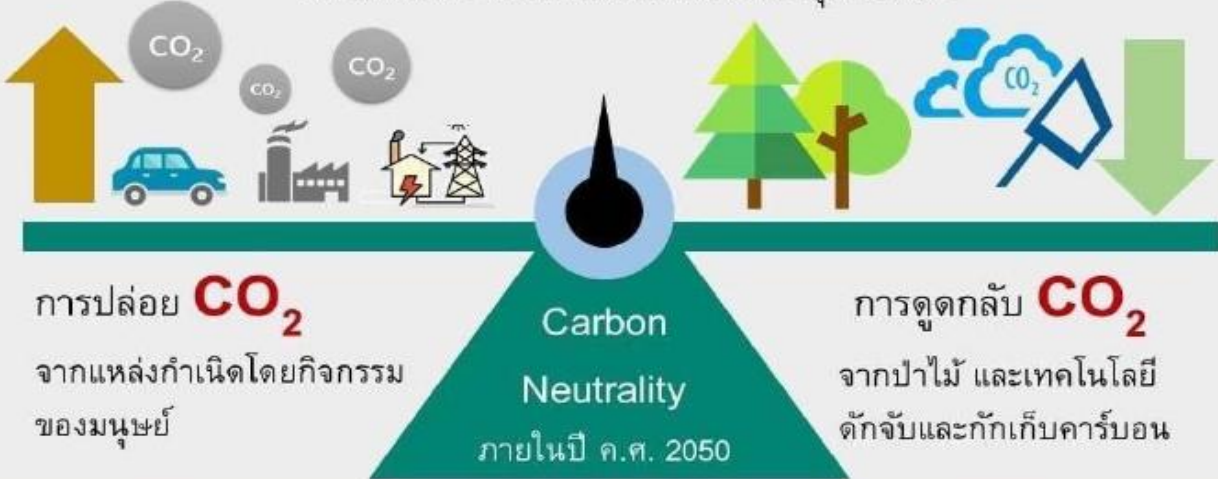 CO₂
CO₂
CO₂
CO₂
การปล่อย CO₂
จากแหล่งกำเนิดโดยกิจกรรม
ของมนุษย์
Carbon
Neutrality
ภายในปี ค.ศ. 2050
การดูดกลับ CO₂
จากป่าไม้ และเทคโนโลยี
ดักจับและกักเก็บคาร์บอน